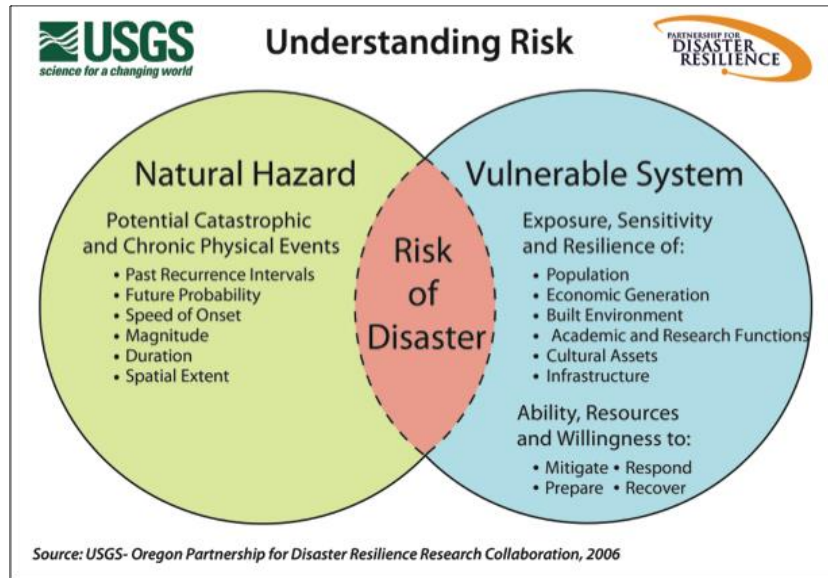 USGS
science for a changing world
Understanding Risk
PARTNERSHIP FOR
DISASTER
RESILIENCE
Natural Hazard
Potential Catastrophic
and Chronic Physical Events
• Past Recurrence Intervals
• Future Probability
• Speed of Onset
• Magnitude
• Duration
• Spatial Extent
Risk
of
Disaster
Vulnerable System
Exposure, Sensitivity
and Resilience of:
• Population
• Economic Generation
• Built Environment
• Academic and Research Functions
• Cultural Assets
• Infrastructure
Ability, Resources
and Willingness to:
• Mitigate • Respond
• Prepare • Recover
Source: USGS- Oregon Partnership for Disaster Resilience Research Collaboration, 2006